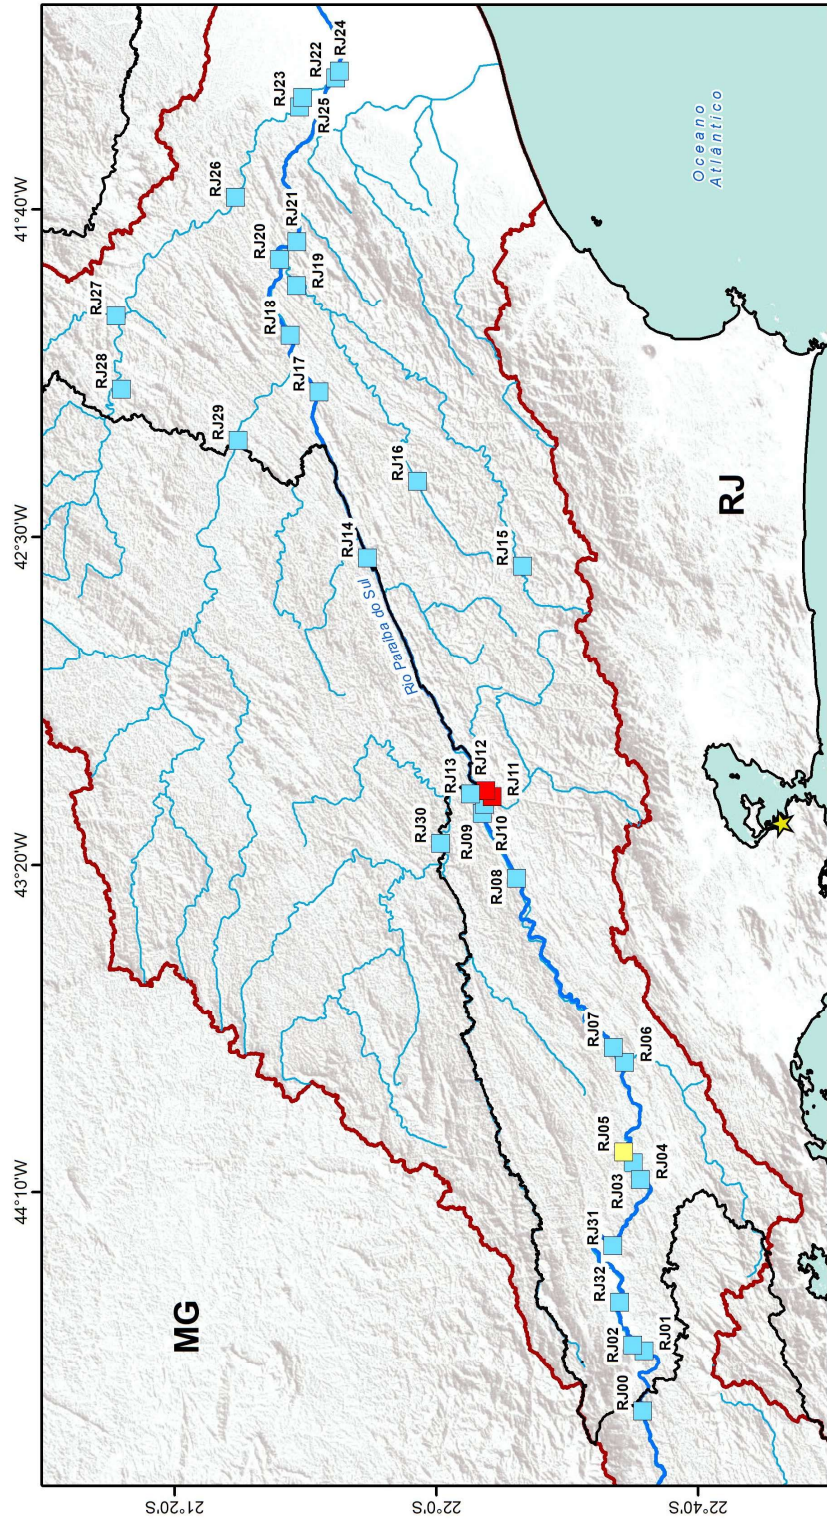 41°40'W
42°30'W
43°20'W
44°10'W
21°20'S
22°0'S
22°40'S
MG
RJ
Oceano
Atlântico
Rio Paraíba do Sul
RJ00
RJ01
RJ02
RJ32
RJ31
RJ03
RJ04
RJ05
RJ06
RJ07
RJ08
RJ09
RJ10
RJ11
RJ12
RJ13
RJ30
RJ14
RJ15
RJ16
RJ17
RJ18
RJ19
RJ20
RJ21
RJ29
RJ28
RJ27
RJ26
RJ25
RJ23
RJ22
RJ24